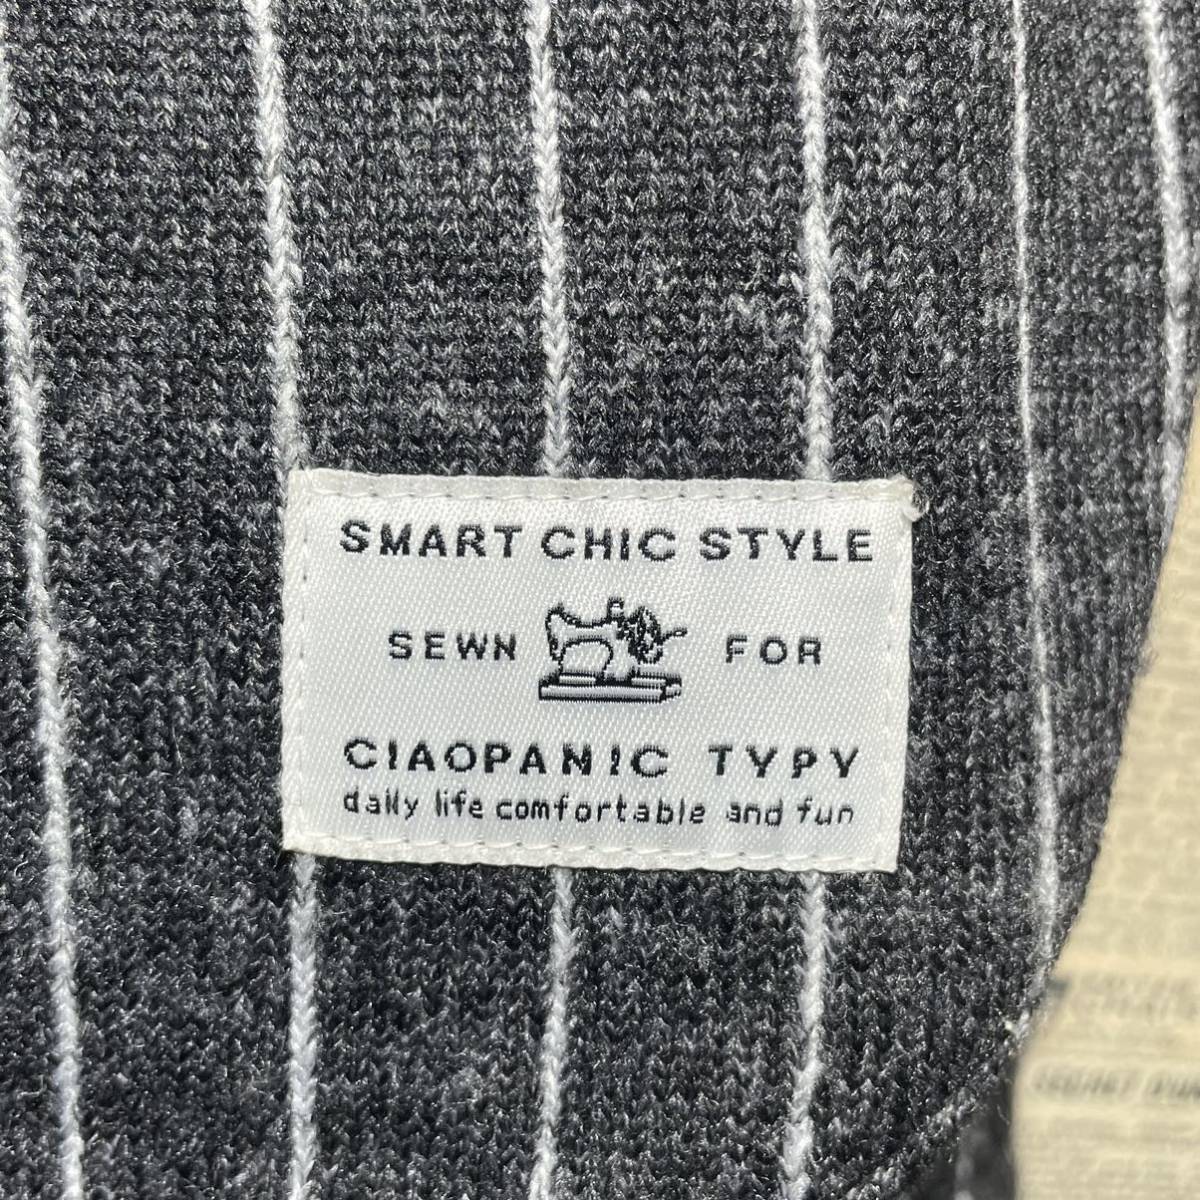 SMART CHIC STYLE
SEWN FOR
CIAOPANIC TYPY
daily life comfortable and fun